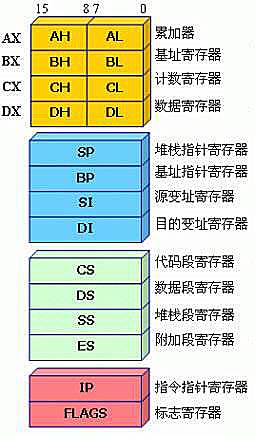 15 8 7 0
AX AH AL 累加器
BX BH BL 基址寄存器
CX CH CL 计数寄存器
DX DH DL 数据寄存器
SP 堆栈指针寄存器
BP 基址指针寄存器
SI 源变址寄存器
DI 目的变址寄存器
CS 代码段寄存器
DS 数据段寄存器
SS 堆栈段寄存器
ES 附加段寄存器
IP 指令指针寄存器
FLAGS 标志寄存器